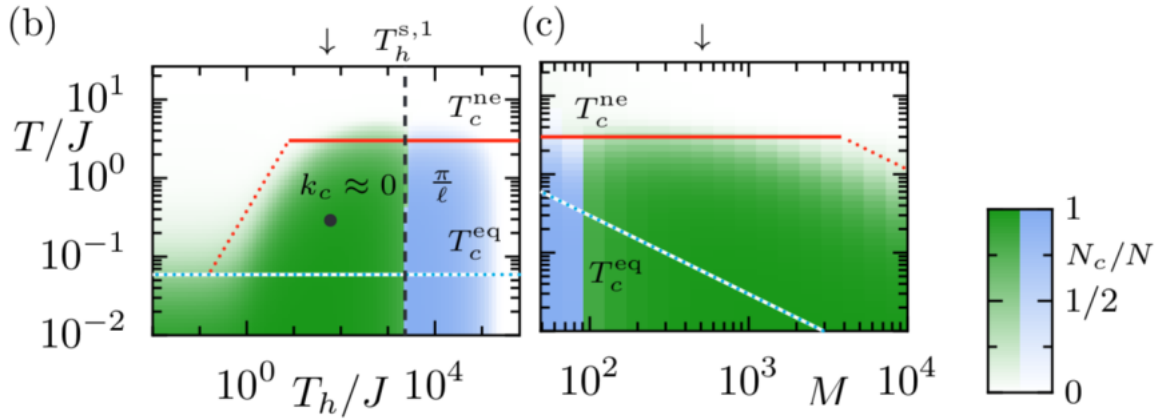 (b) ↓ T_h^{s,1} (c) ↓
T/J
10^1
10^0
10^{-1}
10^{-2}
T_c^{ne}
k_c ≈ 0
π/ℓ
T_c^{eq}
10^0 T_h/J 10^4
T_c^{ne}
T_c^{eq}
10^2 10^3 M 10^4
1
N_c/N
1/2
0